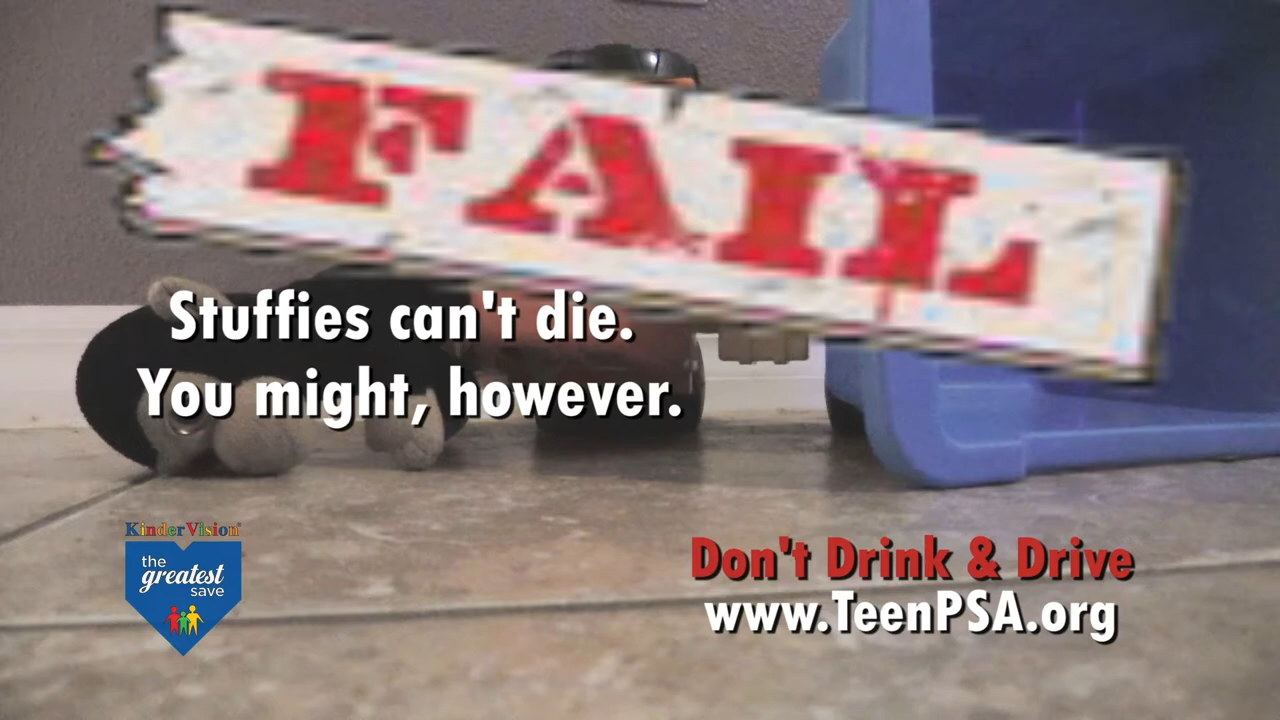 FAIL
Stuffies can't die.
You might, however.
KinderVision
the
greatest
save
Don't Drink & Drive
www.TeenPSA.org